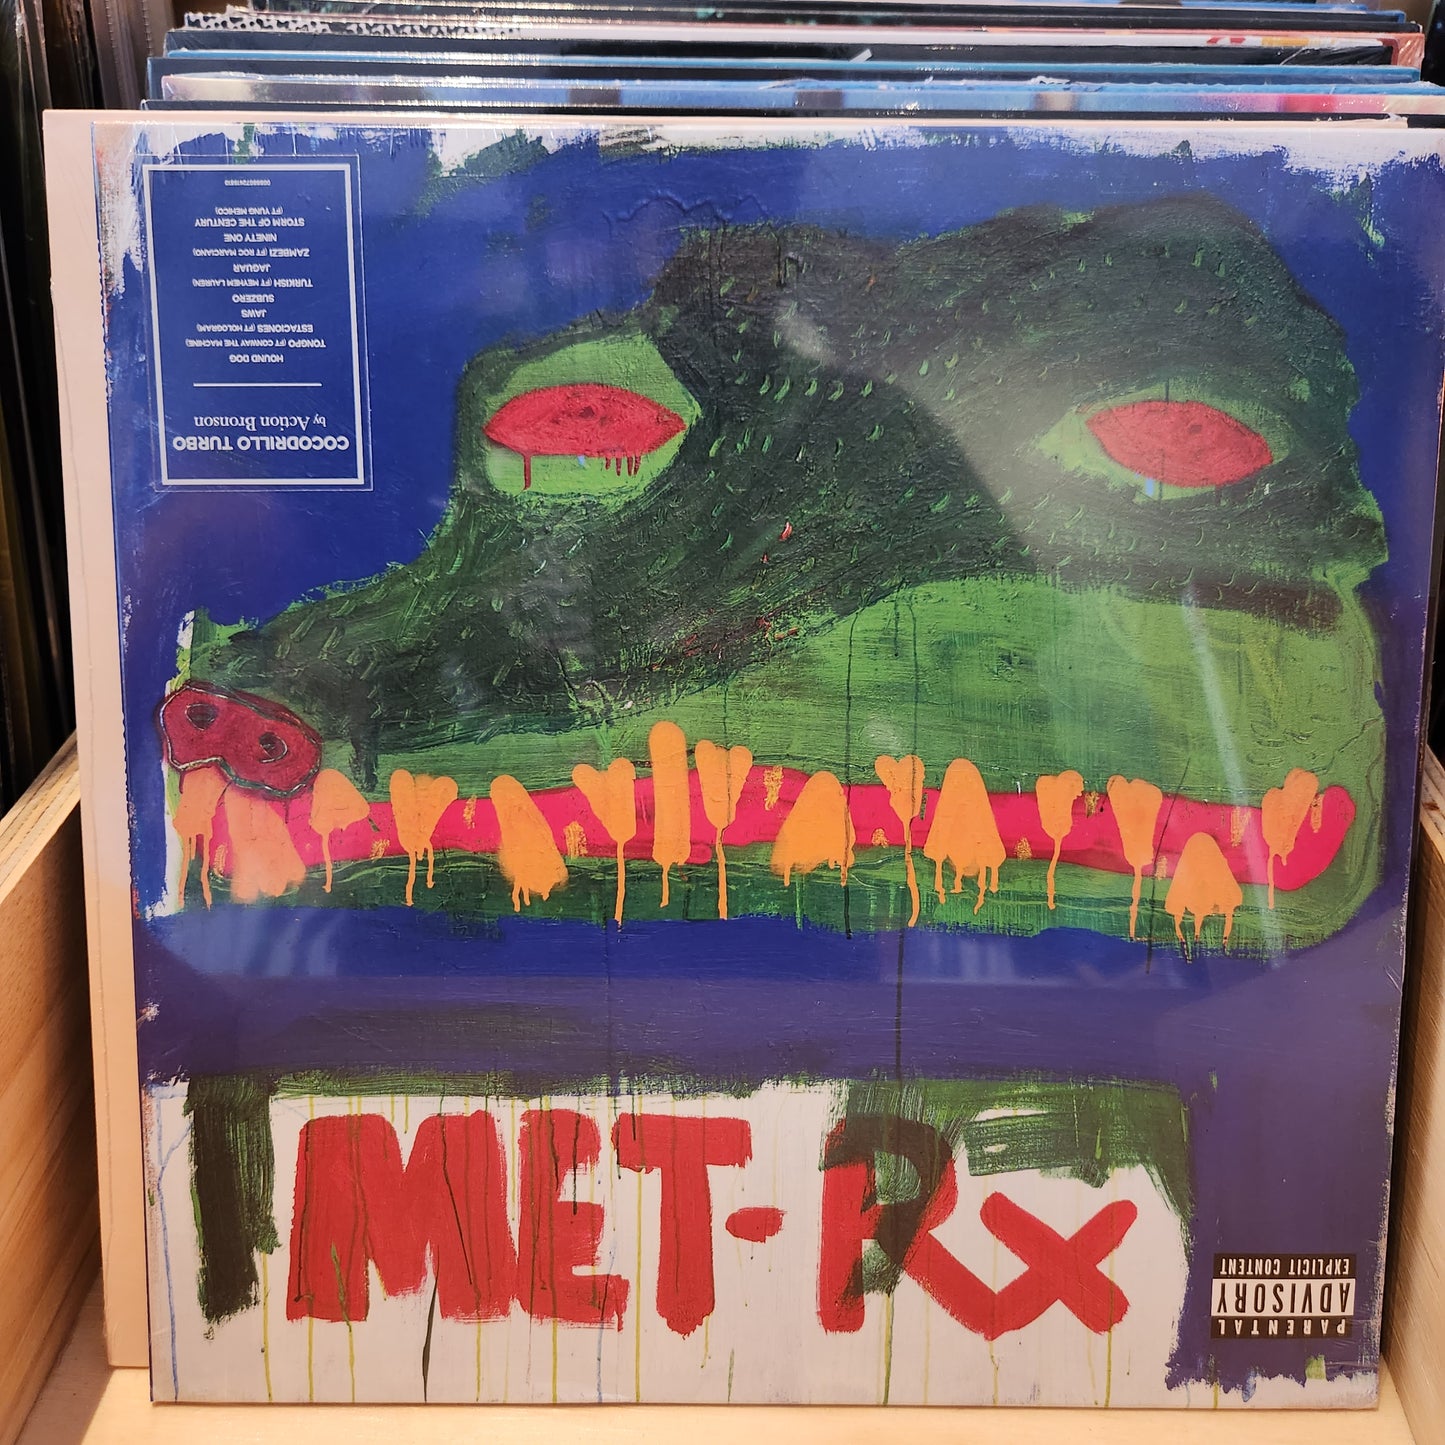 COCODRILLO TURBO
by Action Bronson
HOUND DOG
TONGPO (FT CONWAY THE MACHINE)
ESTACIONES (FT HOLOGRAM)
JAWS
SUBZERO
TURKISH (FT MEYHEM LAUREN)
JAGUAR
ZAMBEZI (FT ROC MARCIANO)
NINETY ONE
STORM OF THE CENTURY
(FT YUNG MEHICO)
MET-Rx
PARENTAL
ADVISORY
EXPLICIT CONTENT